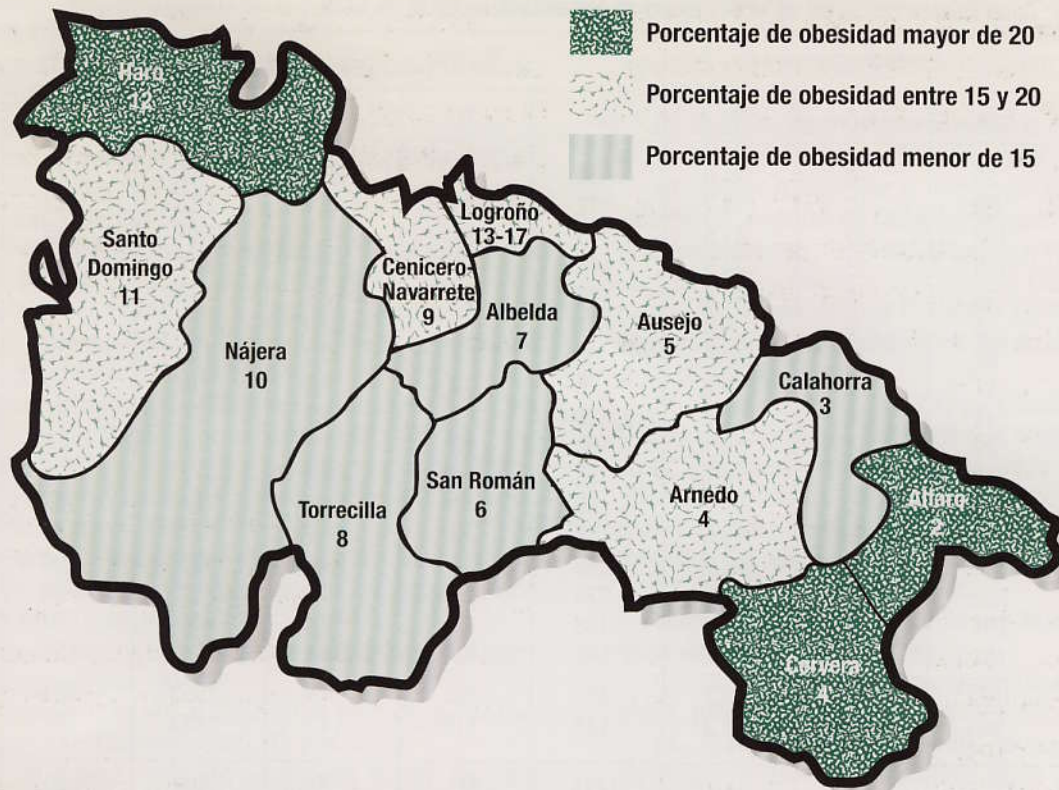 Porcentaje de obesidad mayor de 20
Porcentaje de obesidad entre 15 y 20
Porcentaje de obesidad menor de 15
Haro
12
Santo
Domingo
11
Nájera
10
Cenicero-
Navarrete
9
Logroño
13-17
Albelda
7
Ausejo
5
Calahorra
3
Torrecilla
8
San Román
6
Arnedo
4
Alfaro
2
Cervera